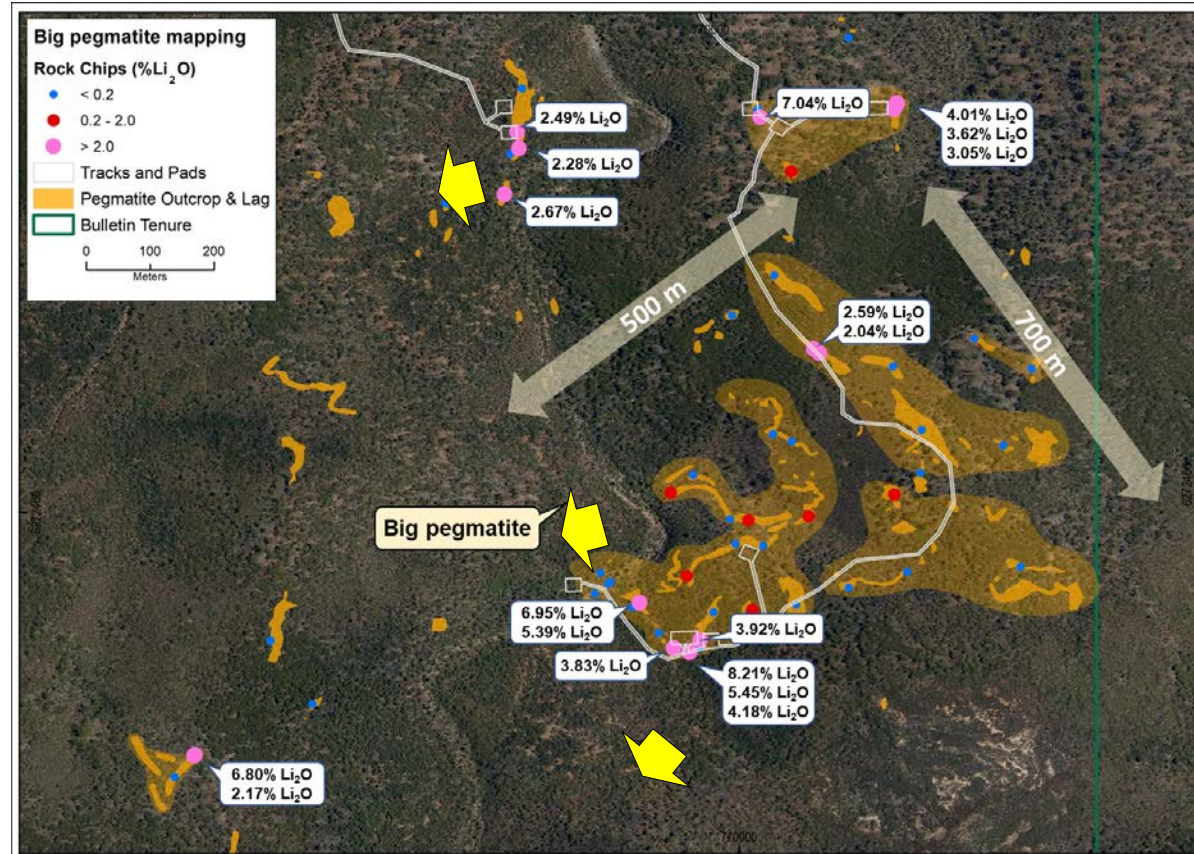 Big pegmatite mapping
Rock Chips (%Li₂O)
< 0.2
0.2 - 2.0
> 2.0
Tracks and Pads
Pegmatite Outcrop & Lag
Bulletin Tenure
0 100 200
Meters
2.49% Li₂O
2.28% Li₂O
2.67% Li₂O
7.04% Li₂O
4.01% Li₂O
3.62% Li₂O
3.05% Li₂O
500 m
700 m
2.59% Li₂O
2.04% Li₂O
Big pegmatite
6.95% Li₂O
5.39% Li₂O
3.92% Li₂O
3.83% Li₂O
8.21% Li₂O
5.45% Li₂O
4.18% Li₂O
6.80% Li₂O
2.17% Li₂O
770000